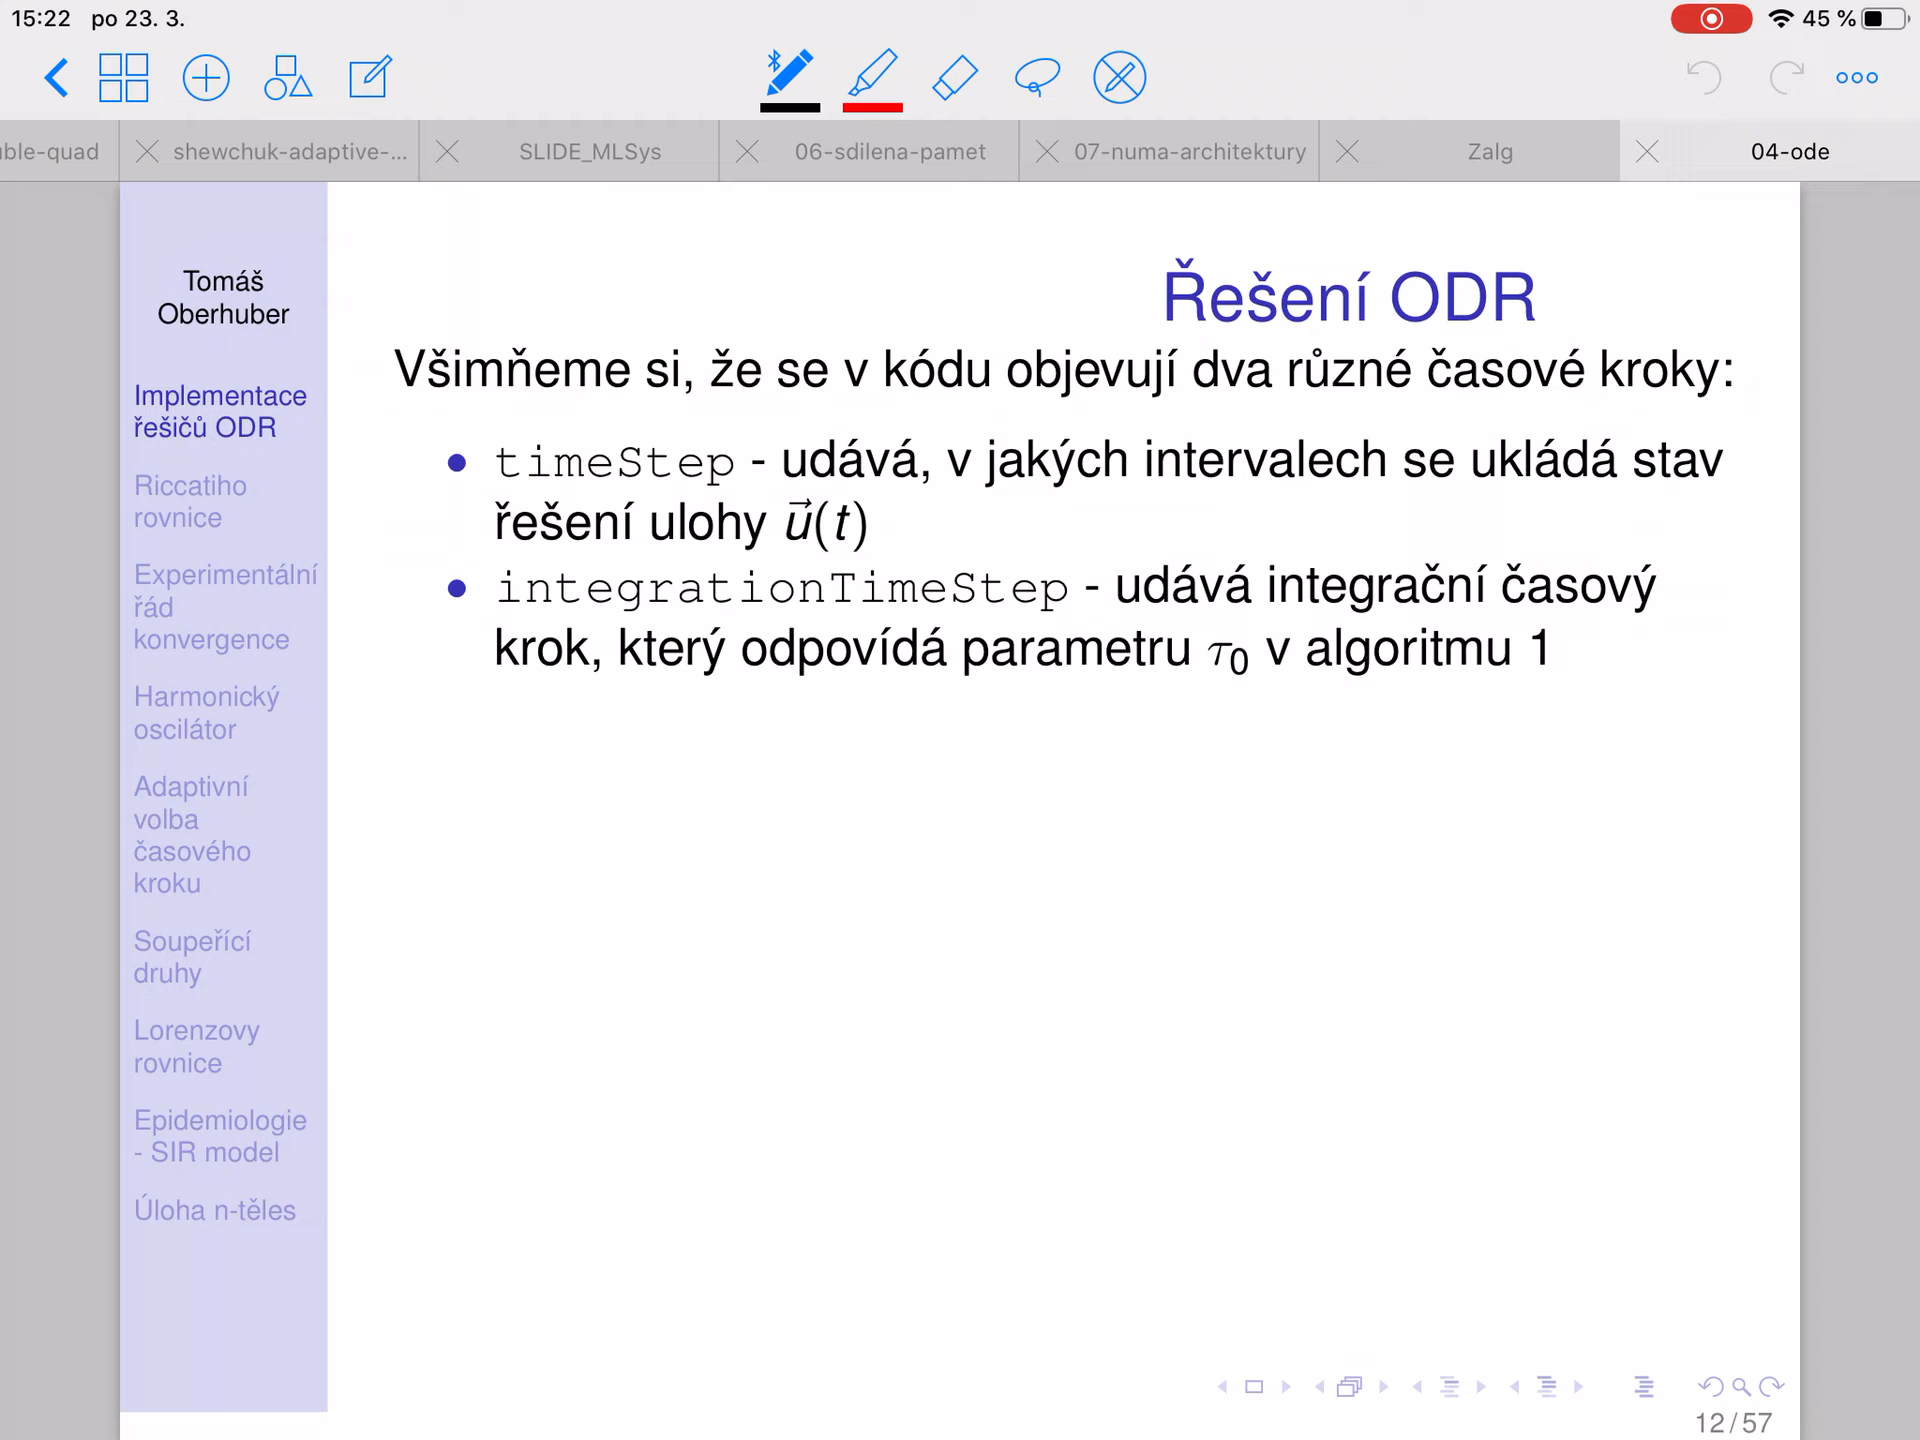 15:22 po 23. 3.
45 %
ble-quad
shewchuk-adaptive-...
SLIDE_MLSys
06-sdilena-pamet
07-numa-architektury
Zalg
04-ode
Tomáš
Oberhuber
Implementace
řešičů ODR
Riccatiho
rovnice
Experimentální
řád
konvergence
Harmonický
oscilátor
Adaptivní
volba
časového
kroku
Soupeřící
druhy
Lorenzovy
rovnice
Epidemiologie
- SIR model
Úloha n-těles
Řešení ODR
Všimňeme si, že se v kódu objevují dva různé časové kroky:
• timeStep - udává, v jakých intervalech se ukládá stav
řešení ulohy u⃗(t)
• integrationTimeStep - udává integrační časový
krok, který odpovídá parametru τ₀ v algoritmu 1
12/57